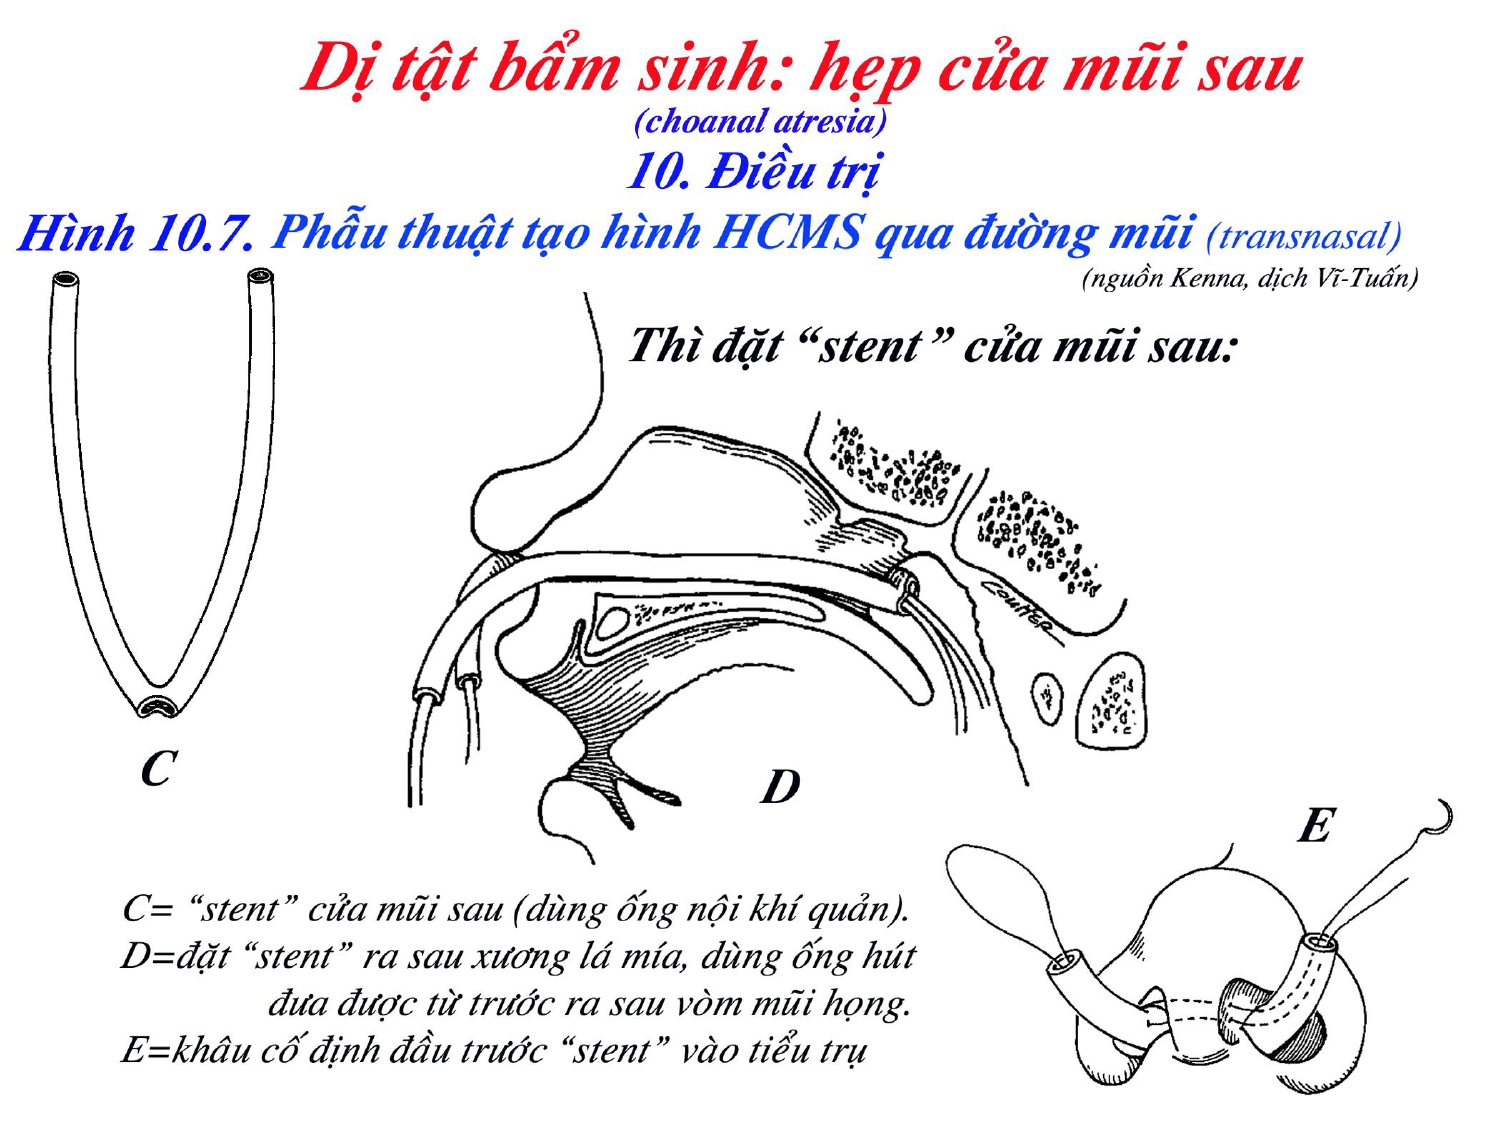 Dị tật bẩm sinh: hẹp cửa mũi sau
(choanal atresia)
10. Điều trị
Hình 10.7. Phẫu thuật tạo hình HCMS qua đường mũi (transnasal)
(nguồn Kenna, dịch Vĩ-Tuấn)
Thì đặt “stent” cửa mũi sau:
COULTER
C
D
E
C= “stent” cửa mũi sau (dùng ống nội khí quản).
D=đặt “stent” ra sau xương lá mía, dùng ống hút
đưa được từ trước ra sau vòm mũi họng.
E=khâu cố định đầu trước “stent” vào tiểu trụ